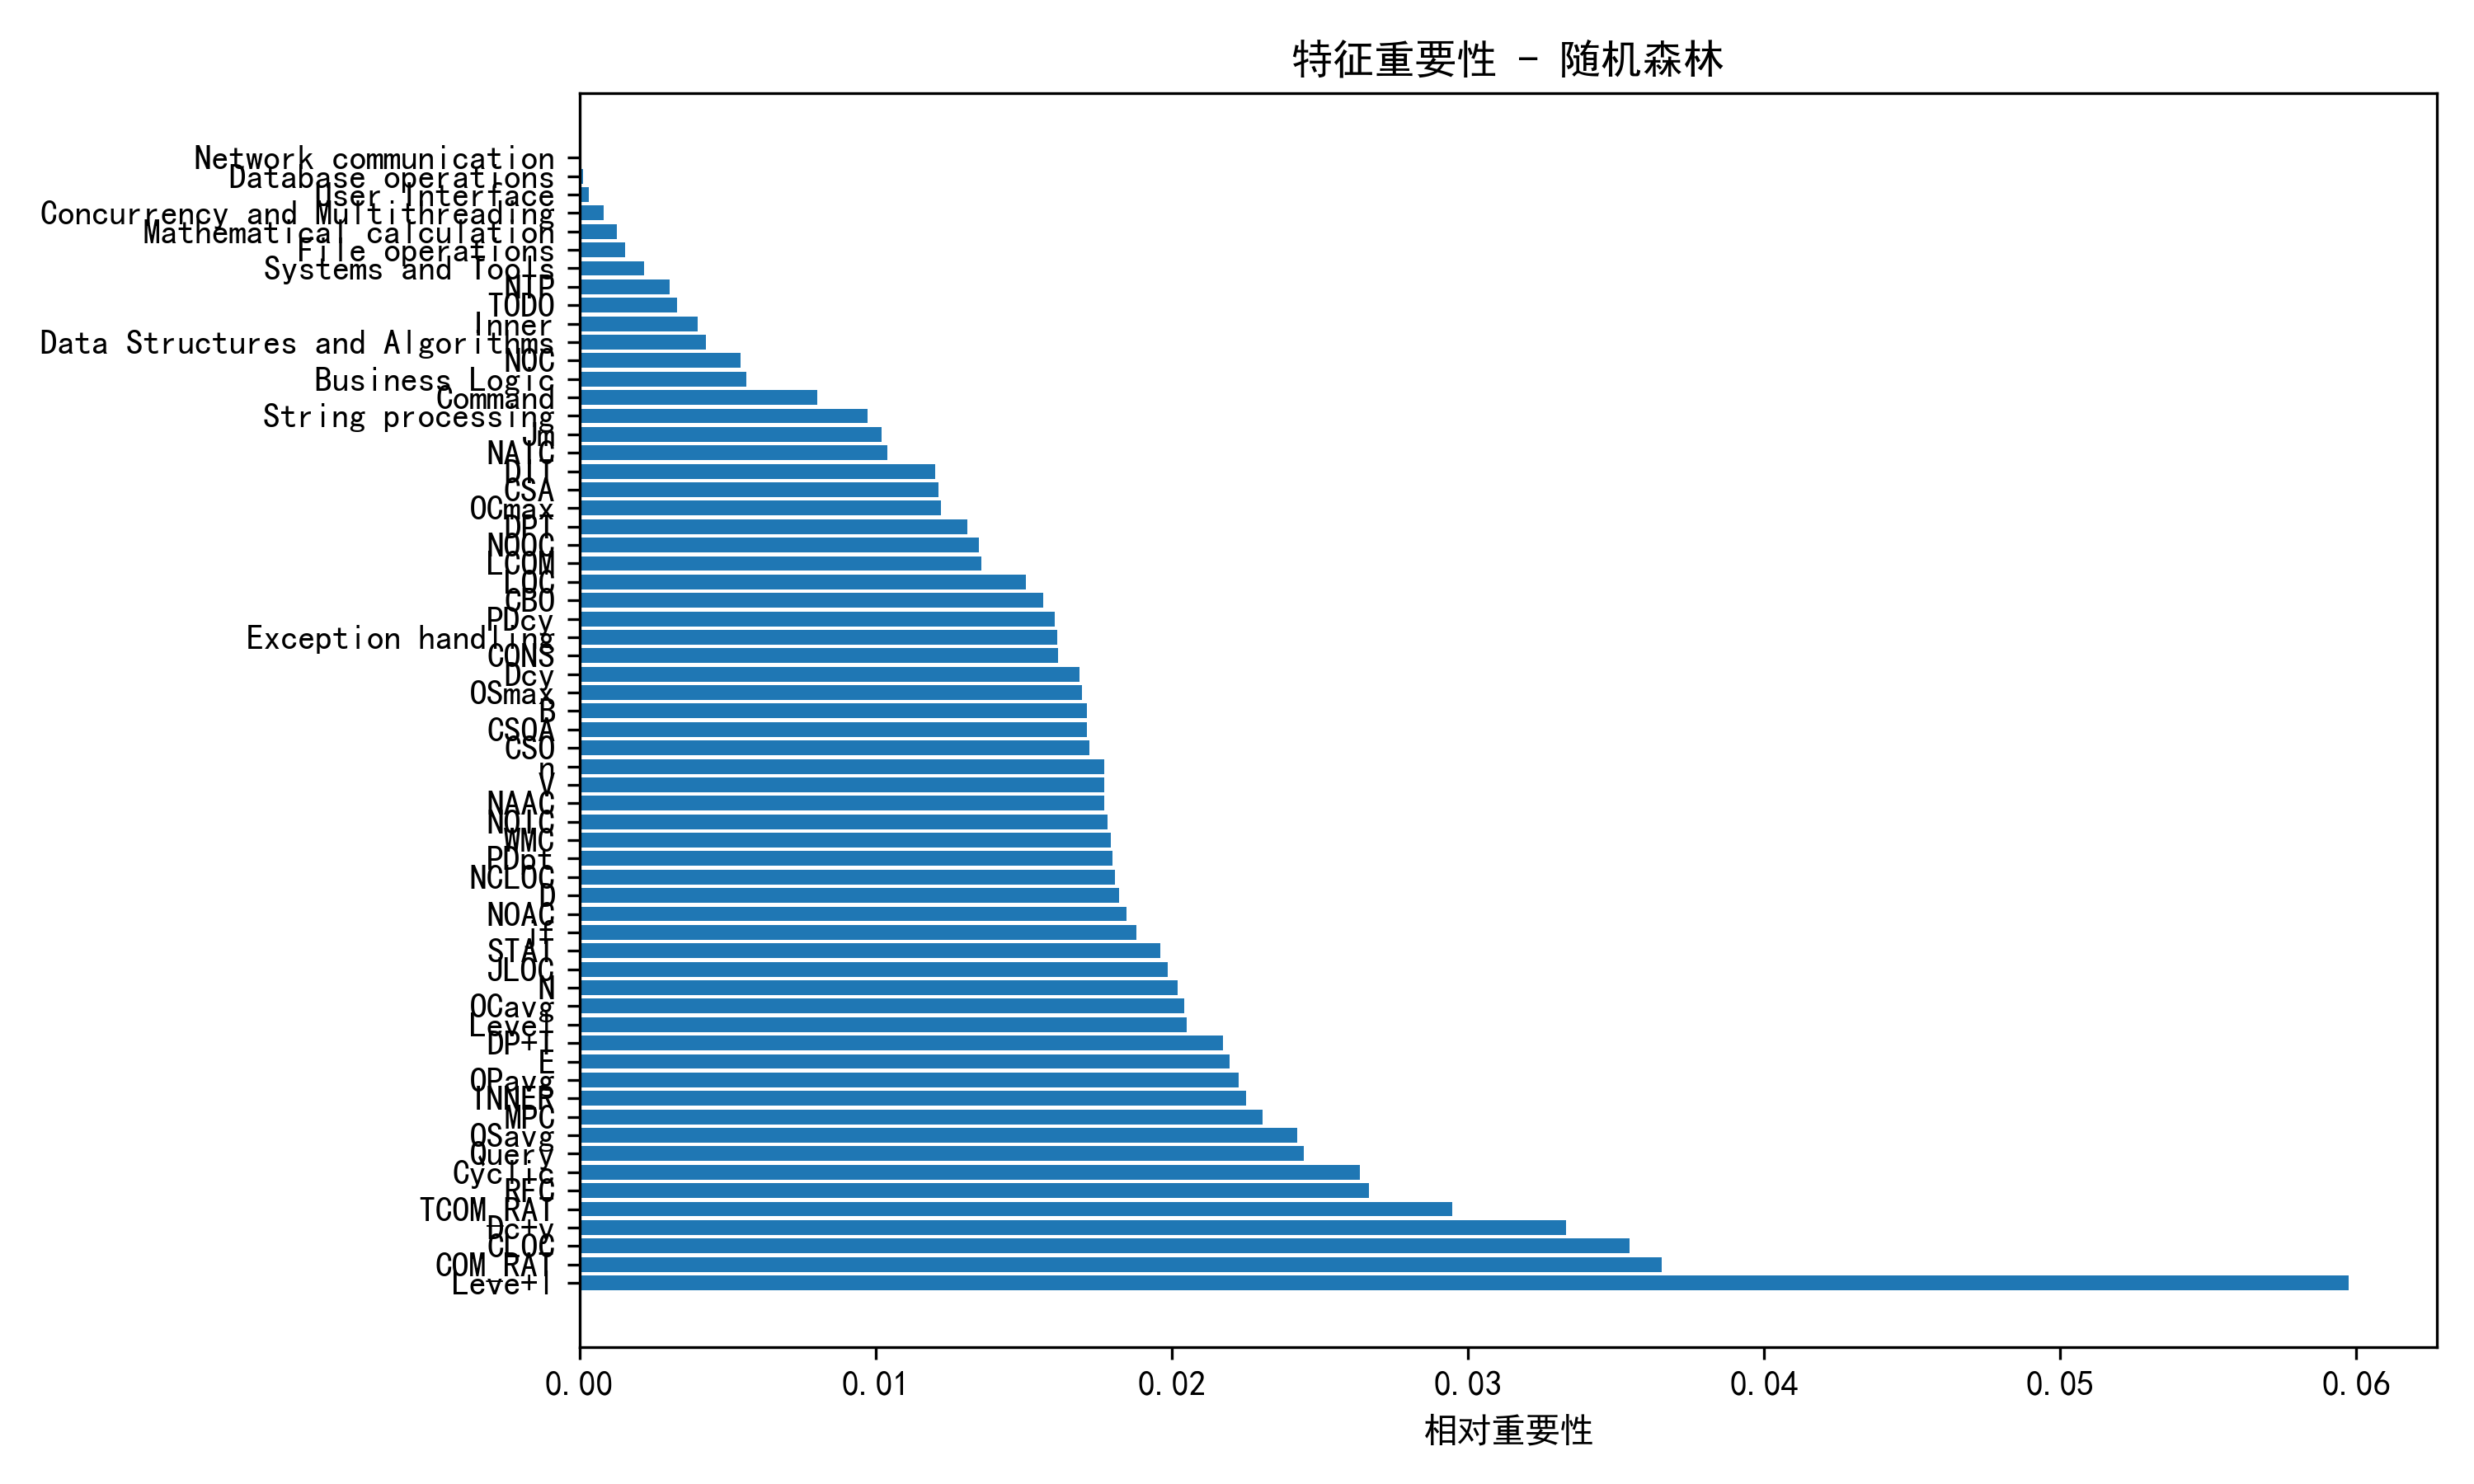 特征重要性 - 随机森林
Network communication
Database operations
User Interface
Concurrency and Multithreading
Mathematical calculation
File operations
Systems and Tools
NTP
TODO
Inner
Data Structures and Algorithms
NOC
Business Logic
Command
String processing
Jm
NAIC
DIT
CSA
OCmax
DPT
NOOC
LCOM
LOC
CBO
PDcy
Exception handling
CONS
Dcy
OSmax
B
CSOA
CSO
n
V
NAAC
NOIC
WMC
PDpt
NCLOC
D
NOAC
Jf
STAT
JLOC
N
OCavg
Level
DP+T
E
OPavg
INNER
MPC
OSavg
Query
Cyclic
RFC
TCOM_RAT
Dc+y
CLOC
COM_RAT
Leve+l
0.00 0.01 0.02 0.03 0.04 0.05 0.06
相对重要性